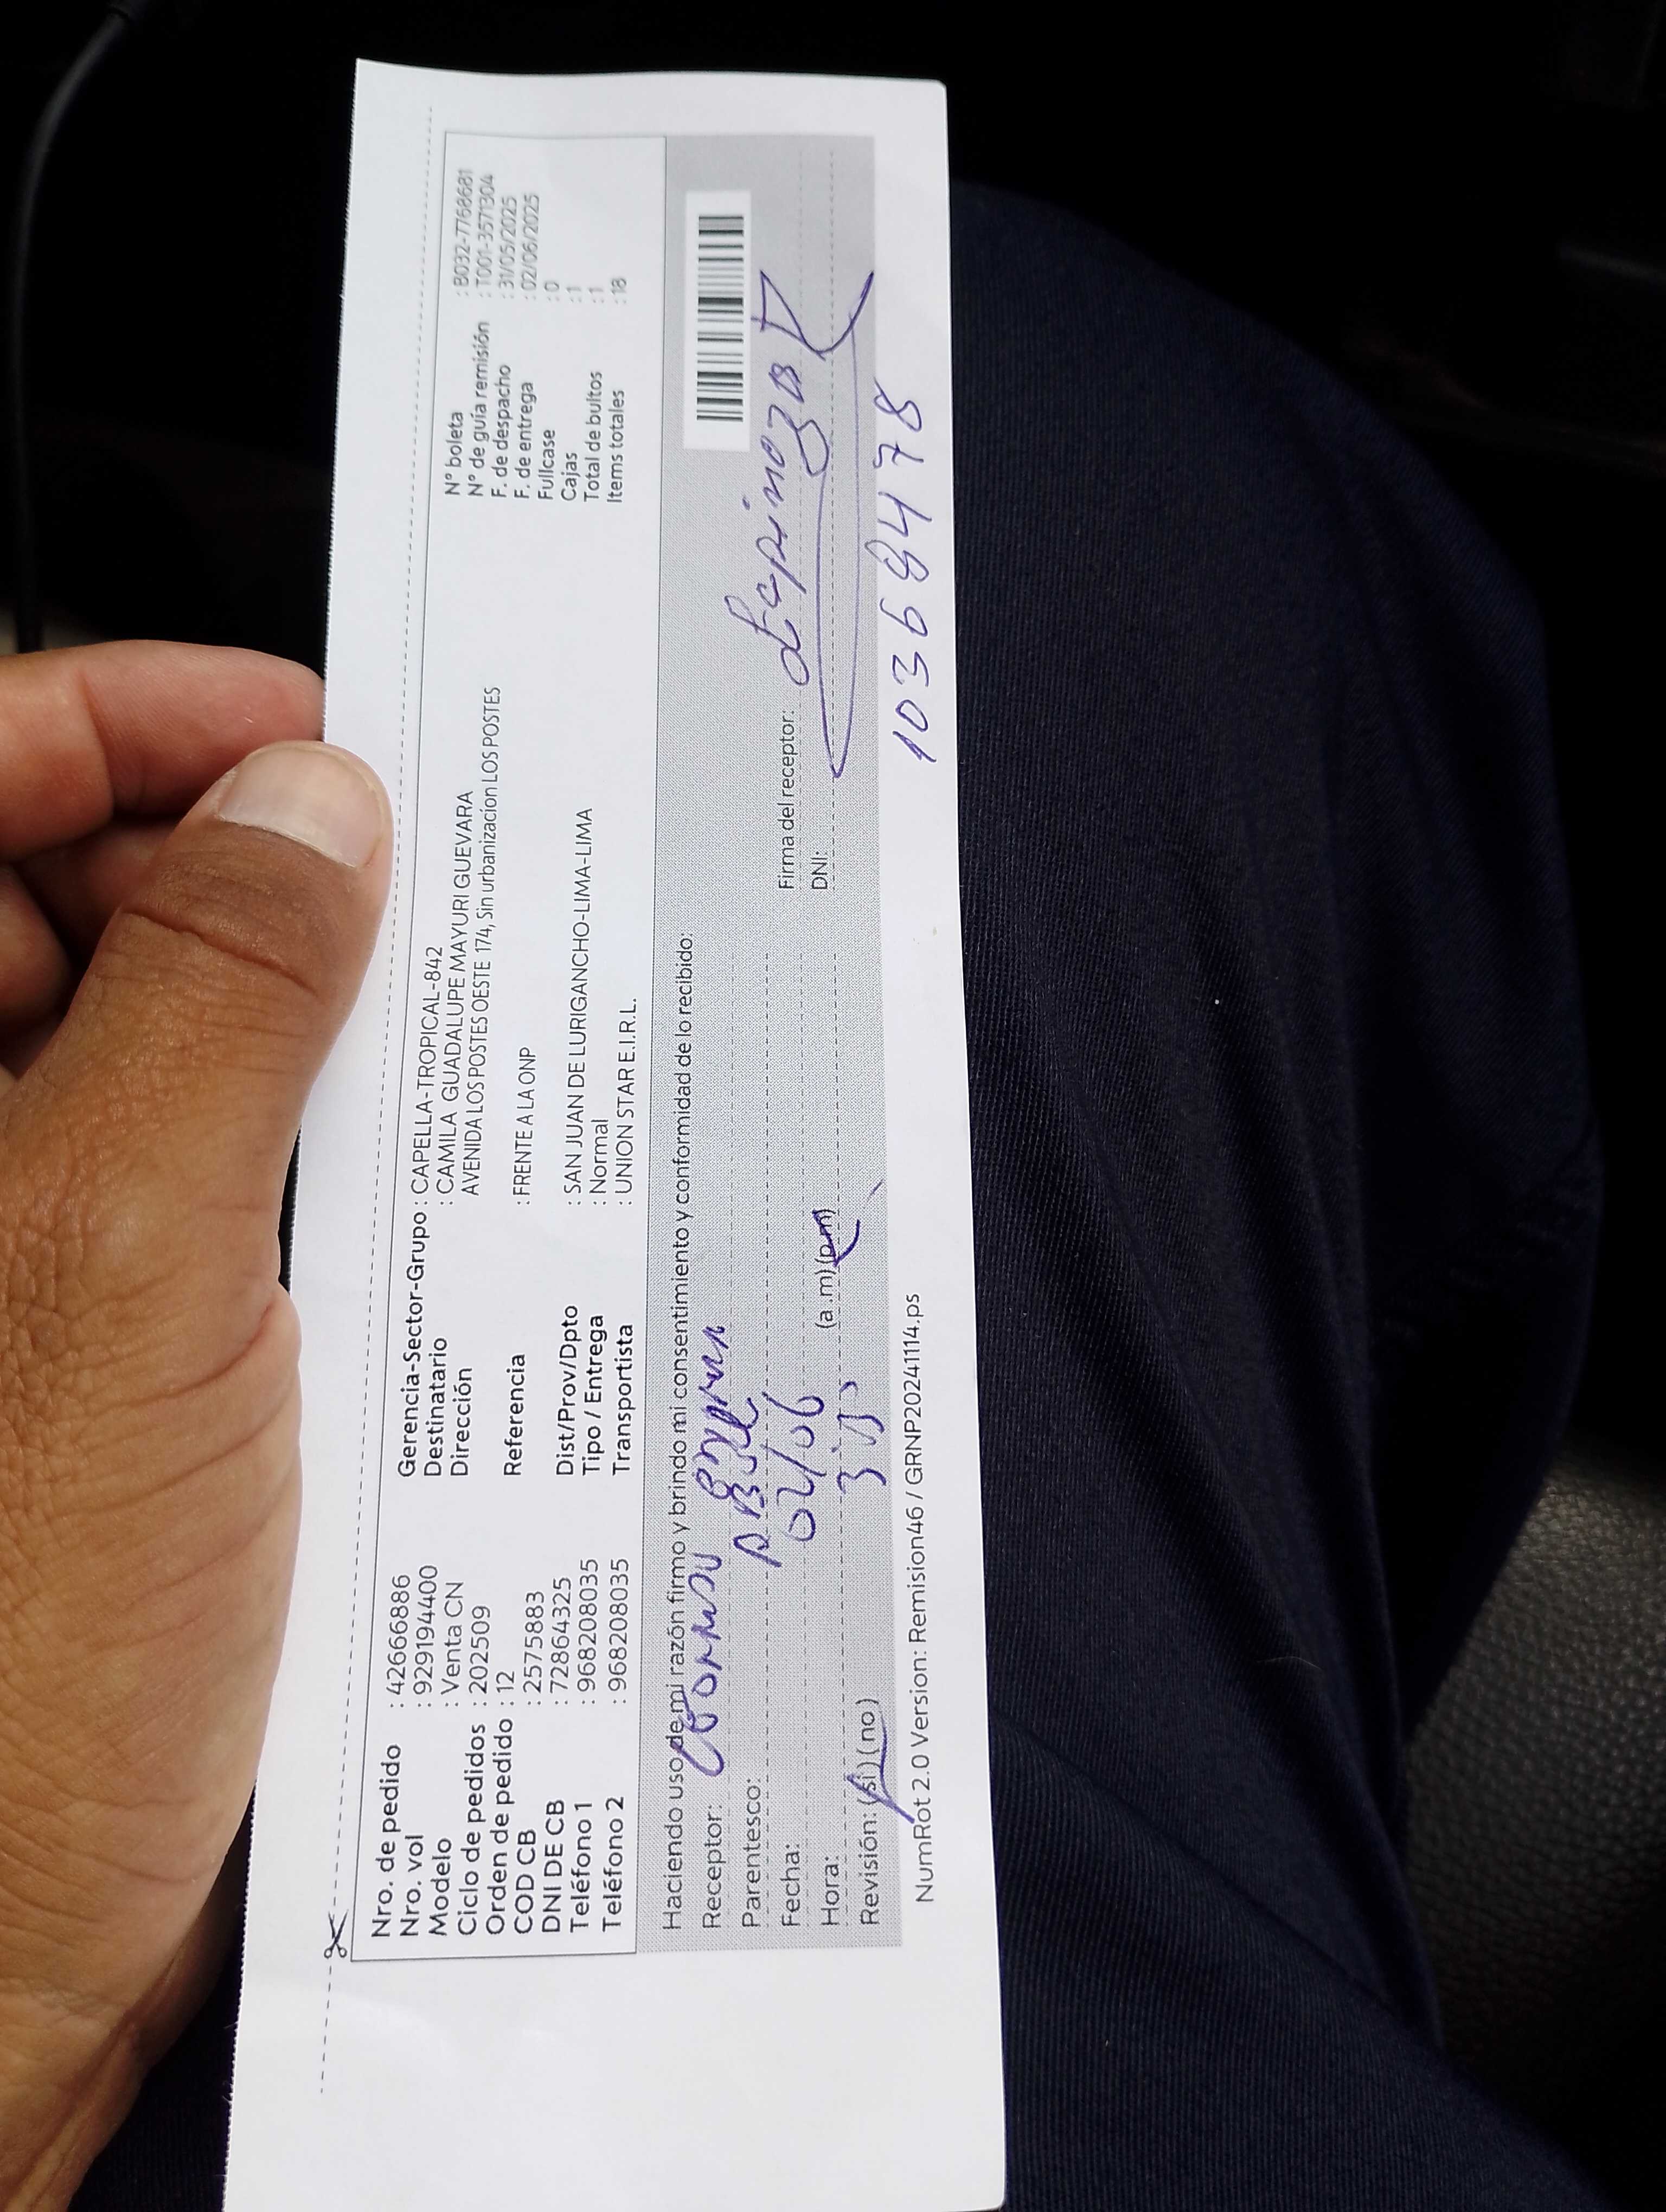 Nro. de pedido : 42666886
Nro. vol : 929194400
Modelo : Venta CN
Ciclo de pedidos : 202509
Orden de pedido : 12
COD CB : 2575883
DNI DE CB : 72864325
Teléfono 1 : 968208035
Teléfono 2 : 968208035
Gerencia-Sector-Grupo : CAPELLA-TROPICAL-842
Destinatario : CAMILA GUADALUPE MAYURI GUEVARA
Dirección AVENIDA LOS POSTES OESTE 174, Sin urbanizacion LOS POSTES
Referencia : FRENTE A LA ONP
Dist/Prov/Dpto : SAN JUAN DE LURIGANCHO-LIMA-LIMA
Tipo / Entrega : Normal
Transportista : UNION STAR E.I.R.L.
N° boleta : B032-7768681
N° de guía remisión : T001-3571304
F. de despacho : 31/05/2025
F. de entrega : 02/06/2025
Fullcase : 0
Cajas : 1
Total de bultos : 1
Items totales : 18
Haciendo uso de mi razón firmo y brindo mi consentimiento y conformidad de lo recibido:
Receptor:
Parentesco:
Fecha: 02/06
Hora: (a.m) (p.m)
Revisión: (si) (no)
Firma del receptor: Espinoza
DNI: 10368478
NumRot 2.0 Version: Remision46 / GRNP20241114.ps